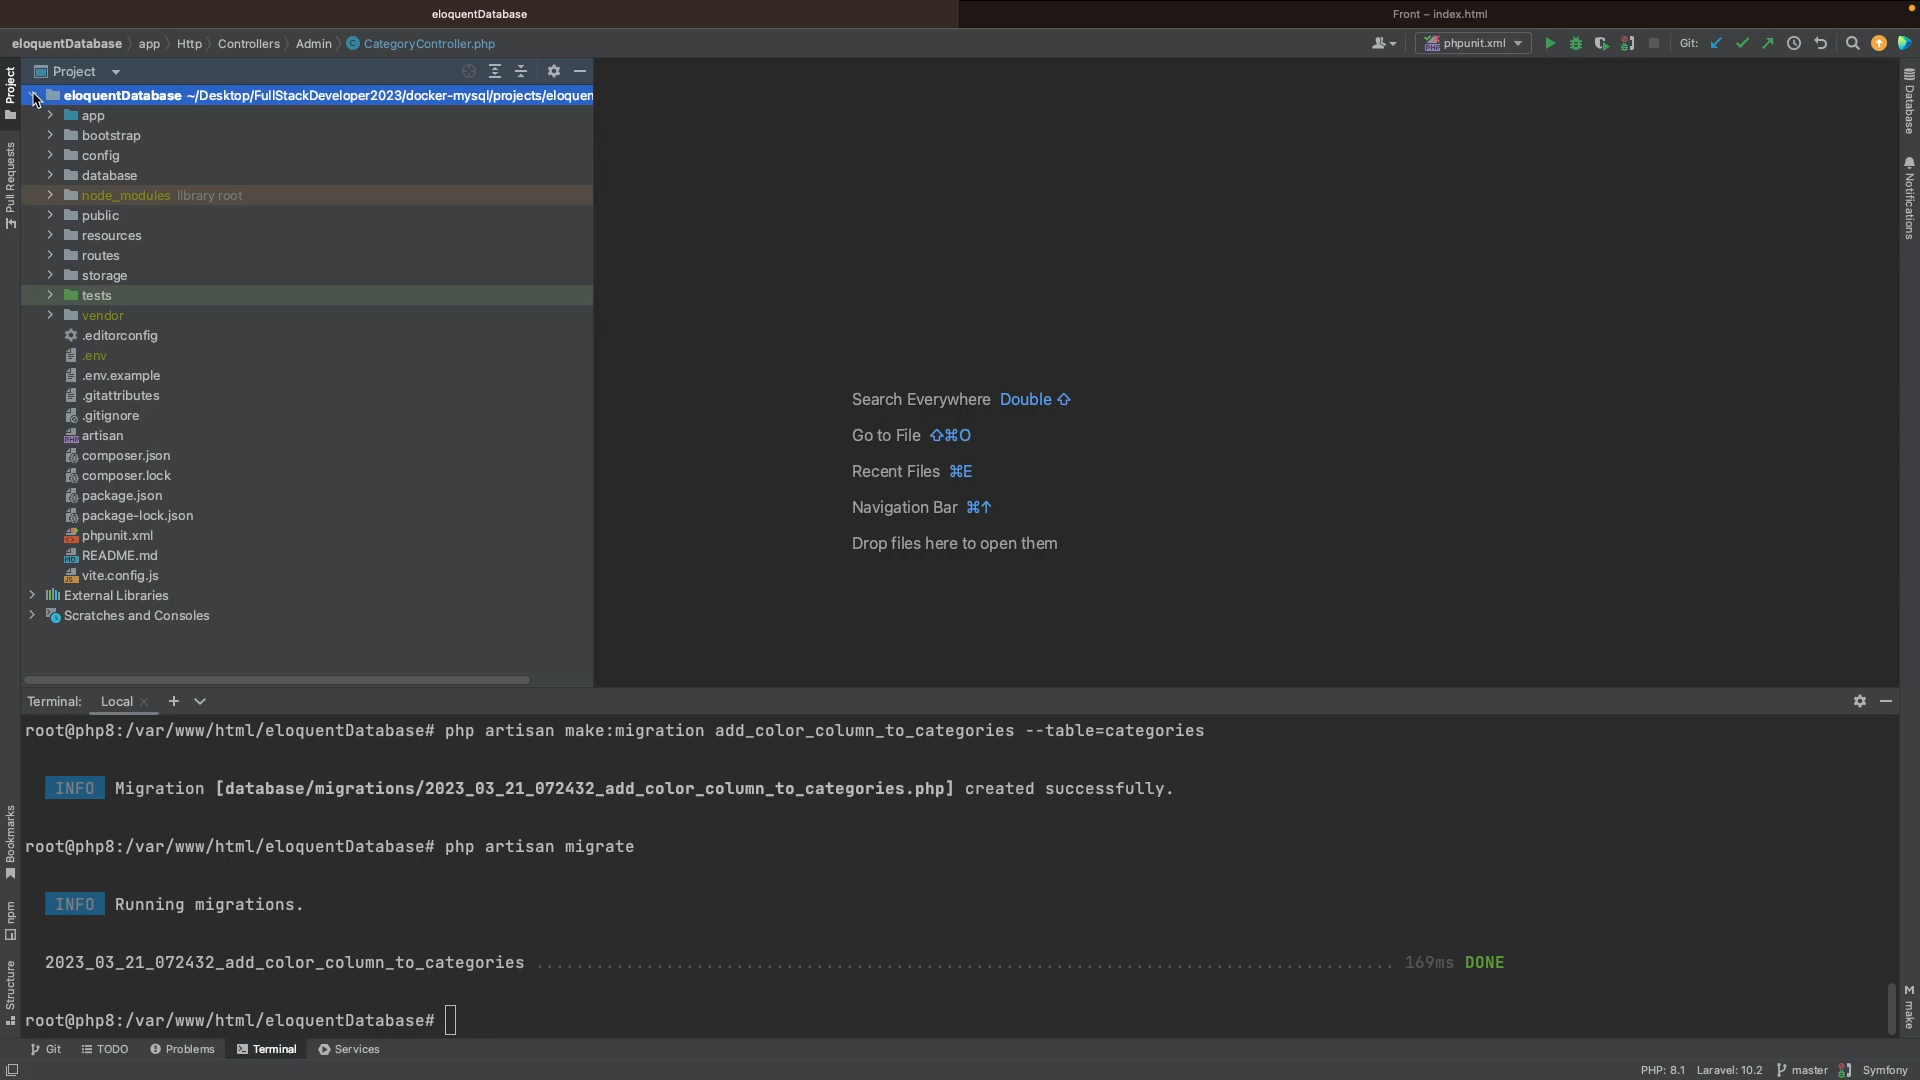 eloquentDatabase
Front – index.html
eloquentDatabase app Http Controllers Admin CategoryController.php
phpunit.xml
Git:
Project
Project
eloquentDatabase ~/Desktop/FullStackDeveloper2023/docker-mysql/projects/eloquen
app
bootstrap
config
database
node_modules library root
public
resources
routes
storage
tests
vendor
.editorconfig
.env
.env.example
.gitattributes
.gitignore
artisan
composer.json
composer.lock
package.json
package-lock.json
phpunit.xml
README.md
vite.config.js
External Libraries
Scratches and Consoles
Pull Requests
Bookmarks
npm
Structure
Search Everywhere Double ⇧
Go to File ⇧⌘O
Recent Files ⌘E
Navigation Bar ⌘↑
Drop files here to open them
Database
Notifications
make
Terminal: Local
root@php8:/var/www/html/eloquentDatabase# php artisan make:migration add_color_column_to_categories --table=categories
INFO Migration [database/migrations/2023_03_21_072432_add_color_column_to_categories.php] created successfully.
root@php8:/var/www/html/eloquentDatabase# php artisan migrate
INFO Running migrations.
2023_03_21_072432_add_color_column_to_categories ...................................................................................... 169ms DONE
root@php8:/var/www/html/eloquentDatabase#
Git TODO Problems Terminal Services
PHP: 8.1 Laravel: 10.2 master Symfony